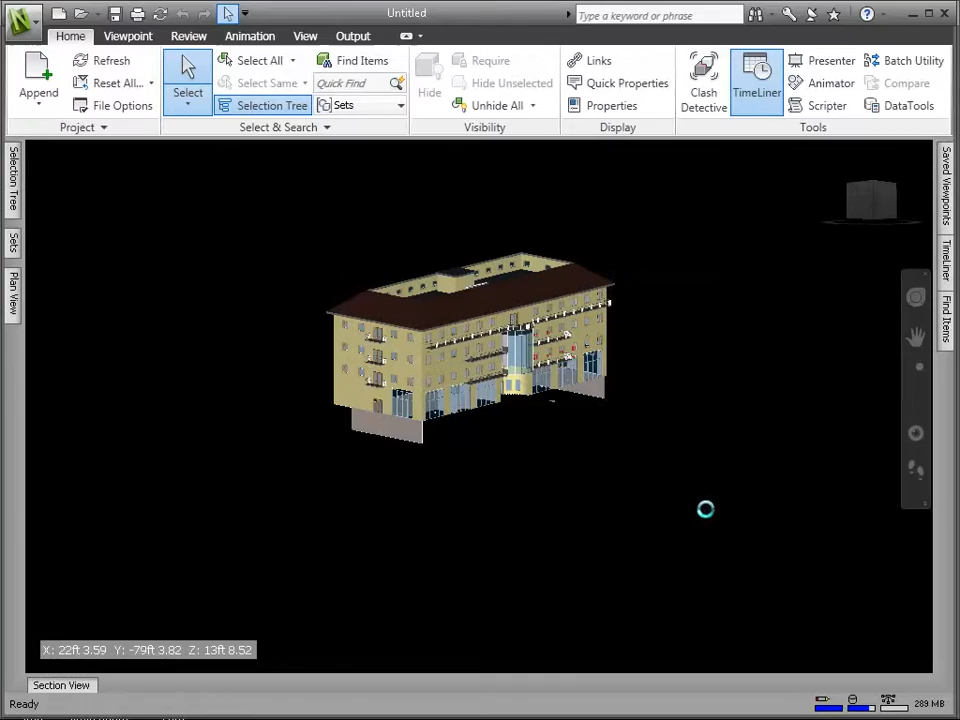 Untitled
Type a keyword or phrase
Home Viewpoint Review Animation View Output
Append
Refresh
Reset All...
File Options
Project
Select
Select All
Select Same
Selection Tree
Find Items
Quick Find
Sets
Select & Search
Hide
Require
Hide Unselected
Unhide All
Visibility
Links
Quick Properties
Properties
Display
Clash Detective
TimeLiner
Presenter
Animator
Scripter
Batch Utility
Compare
DataTools
Tools
Selection Tree
Sets
Plan View
Saved Viewpoints
TimeLiner
Find Items
X: 22ft 3.59 Y: -79ft 3.82 Z: 13ft 8.52
Section View
Ready
289 MB